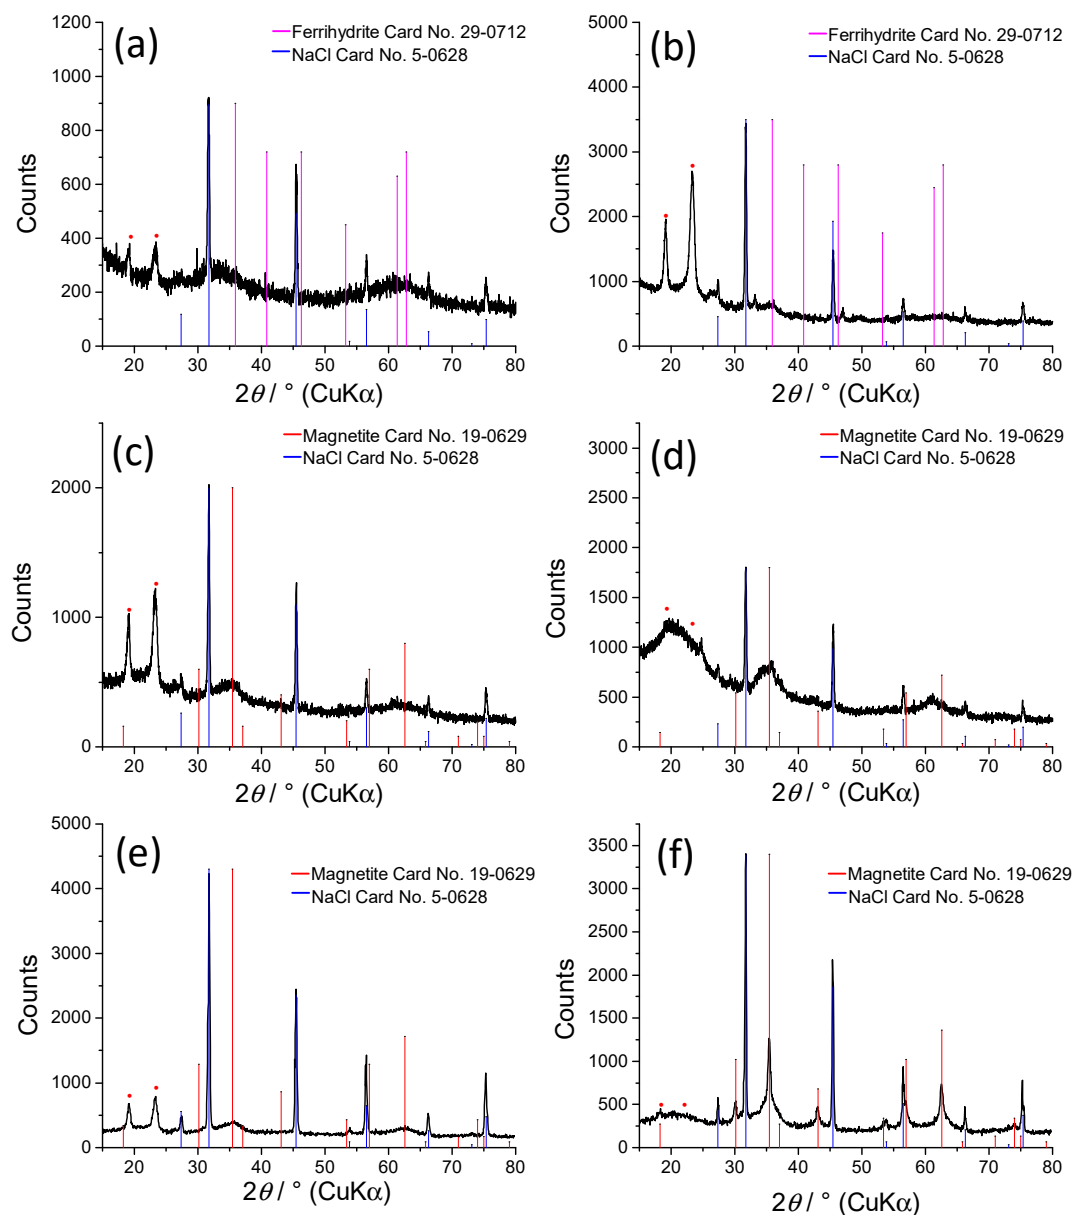 (a)
Ferrihydrite Card No. 29-0712
NaCl Card No. 5-0628
1200
1000
800
600
400
200
0
Counts
20 30 40 50 60 70 80
2θ / ° (CuKα)
(b)
Ferrihydrite Card No. 29-0712
NaCl Card No. 5-0628
5000
4000
3000
2000
1000
0
Counts
20 30 40 50 60 70 80
2θ / ° (CuKα)
(c)
Magnetite Card No. 19-0629
NaCl Card No. 5-0628
2000
1000
0
Counts
20 30 40 50 60 70 80
2θ / ° (CuKα)
(d)
Magnetite Card No. 19-0629
NaCl Card No. 5-0628
3000
2500
2000
1500
1000
500
0
Counts
20 30 40 50 60 70 80
2θ / ° (CuKα)
(e)
Magnetite Card No. 19-0629
NaCl Card No. 5-0628
5000
4000
3000
2000
1000
0
Counts
20 30 40 50 60 70 80
2θ / ° (CuKα)
(f)
Magnetite Card No. 19-0629
NaCl Card No. 5-0628
3500
3000
2500
2000
1500
1000
500
0
Counts
20 30 40 50 60 70 80
2θ / ° (CuKα)